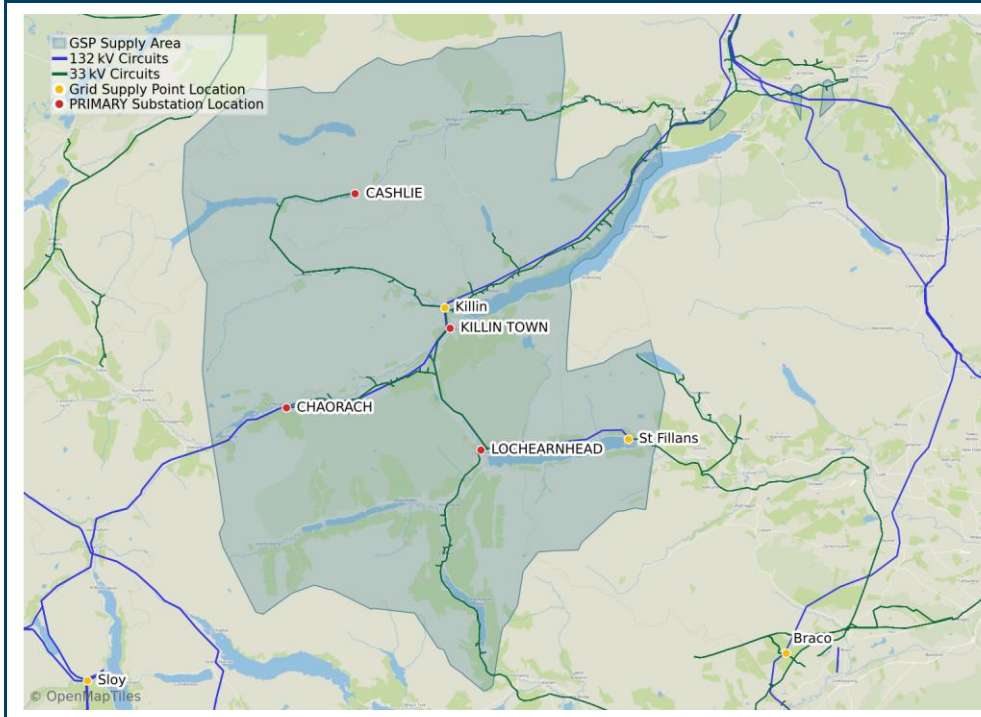 GSP Supply Area
132 kV Circuits
33 kV Circuits
Grid Supply Point Location
PRIMARY Substation Location
CASHLIE
Killin
KILLIN TOWN
CHAORACH
St Fillans
LOCHEARNHEAD
Braco
Sloy
© OpenMapTiles